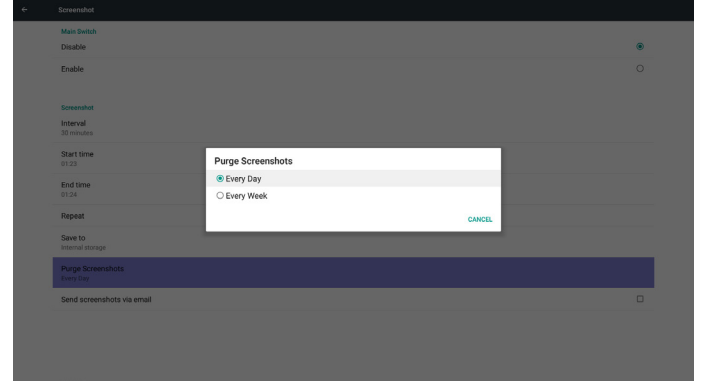 Screenshot
Main Switch
Disable
Enable
Screenshot
Interval
30 minutes
Start time
01:23
End time
01:24
Repeat
Save to
Internal storage
Purge Screenshots
Every Day
Send screenshots via email
Purge Screenshots
Every Day
Every Week
CANCEL